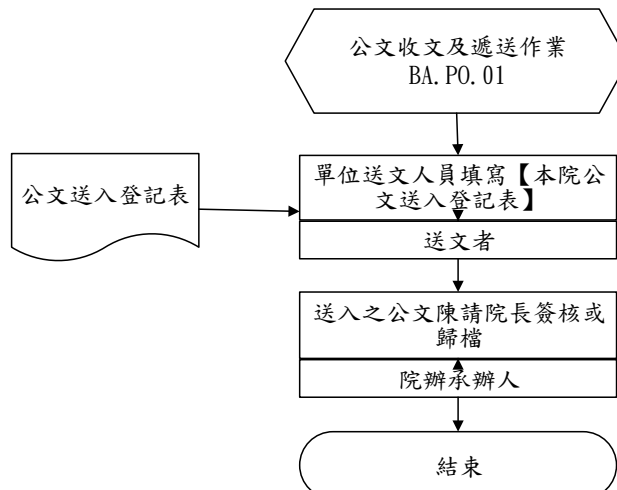 公文收文及遞送作業
BA.PO.01
公文送入登記表
單位送文人員填寫【本院公
文送入登記表】
送文者
送入之公文陳請院長簽核或
歸檔
院辦承辦人
結束